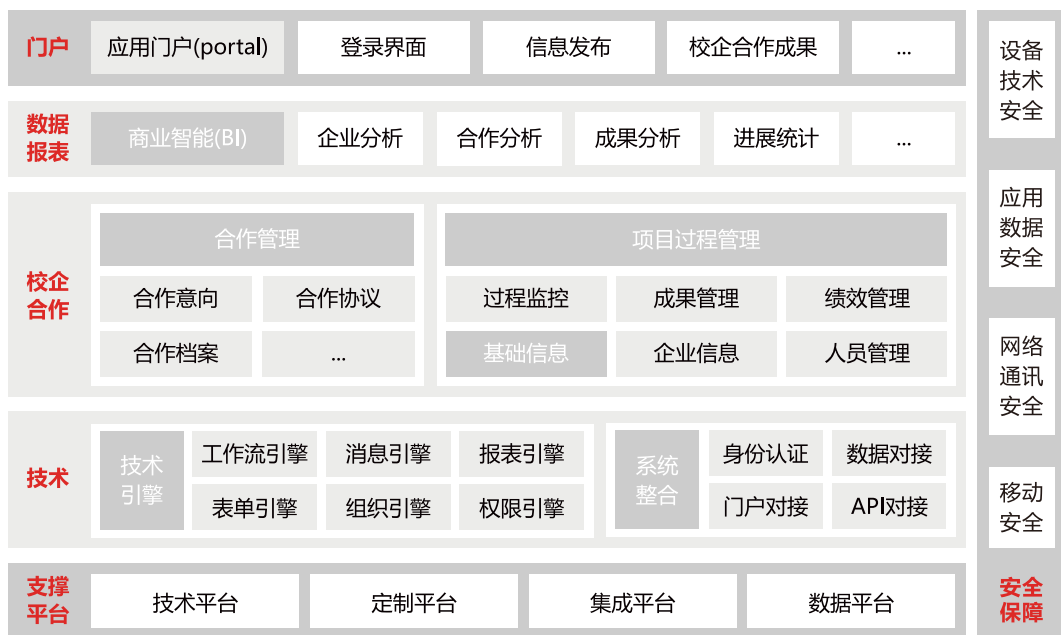 门户
应用门户(portal)
登录界面
信息发布
校企合作成果
...
数据
报表
商业智能(BI)
企业分析
合作分析
成果分析
进展统计
...
校企
合作
合作管理
合作意向
合作协议
合作档案
...
项目过程管理
过程监控
成果管理
绩效管理
基础信息
企业信息
人员管理
技术
技术
引擎
工作流引擎
消息引擎
报表引擎
表单引擎
组织引擎
权限引擎
系统
整合
身份认证
数据对接
门户对接
API对接
支撑
平台
技术平台
定制平台
集成平台
数据平台
设备
技术
安全
应用
数据
安全
网络
通讯
安全
移动
安全
安全
保障